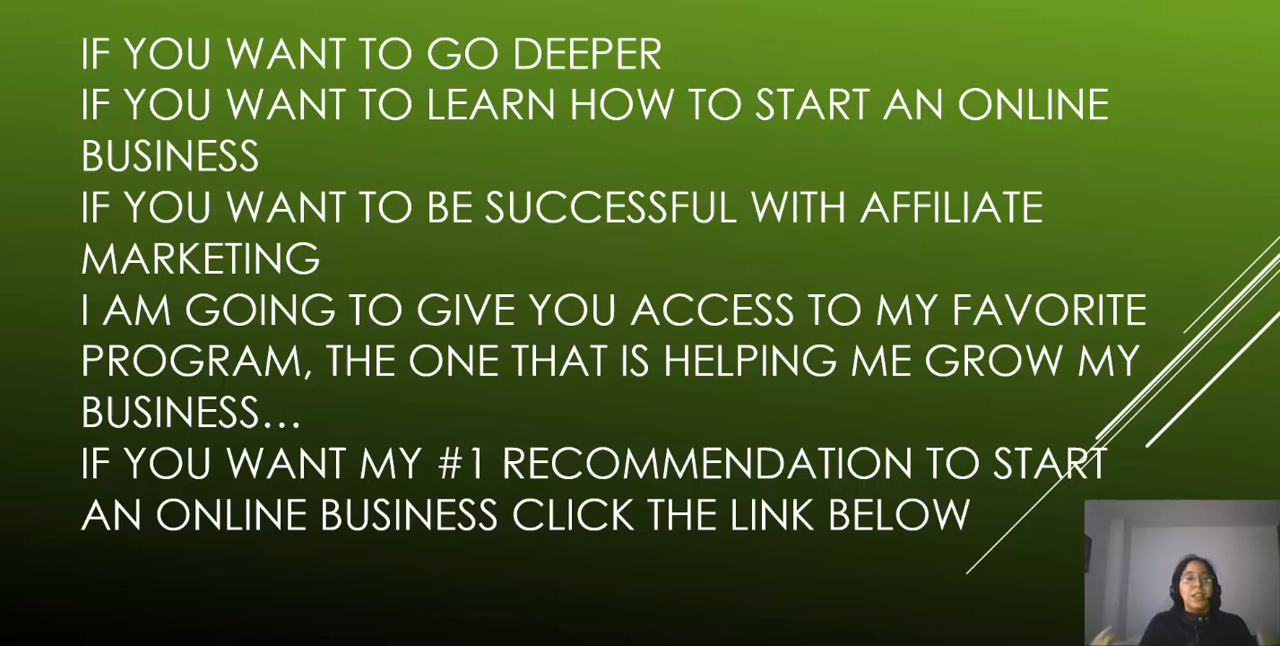 IF YOU WANT TO GO DEEPER
IF YOU WANT TO LEARN HOW TO START AN ONLINE
BUSINESS
IF YOU WANT TO BE SUCCESSFUL WITH AFFILIATE
MARKETING
I AM GOING TO GIVE YOU ACCESS TO MY FAVORITE
PROGRAM, THE ONE THAT IS HELPING ME GROW MY
BUSINESS...
IF YOU WANT MY #1 RECOMMENDATION TO START
AN ONLINE BUSINESS CLICK THE LINK BELOW